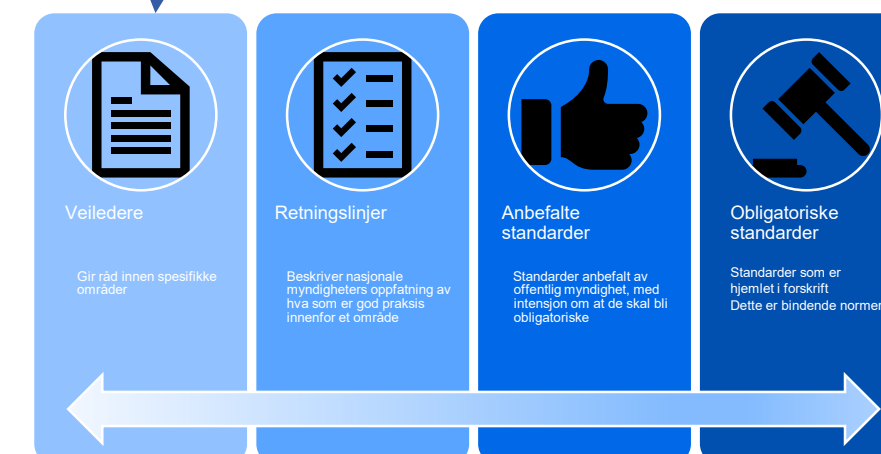 Veiledere
Gir råd innen spesifikke
områder
Retningslinjer
Beskriver nasjonale
myndigheters oppfatning av
hva som er god praksis
innenfor et område
Anbefalte
standarder
Standarder anbefalt av
offentlig myndighet, med
intensjon om at de skal bli
obligatoriske
Obligatoriske
standarder
Standarder som er
hjemlet i forskrift
Dette er bindende normer